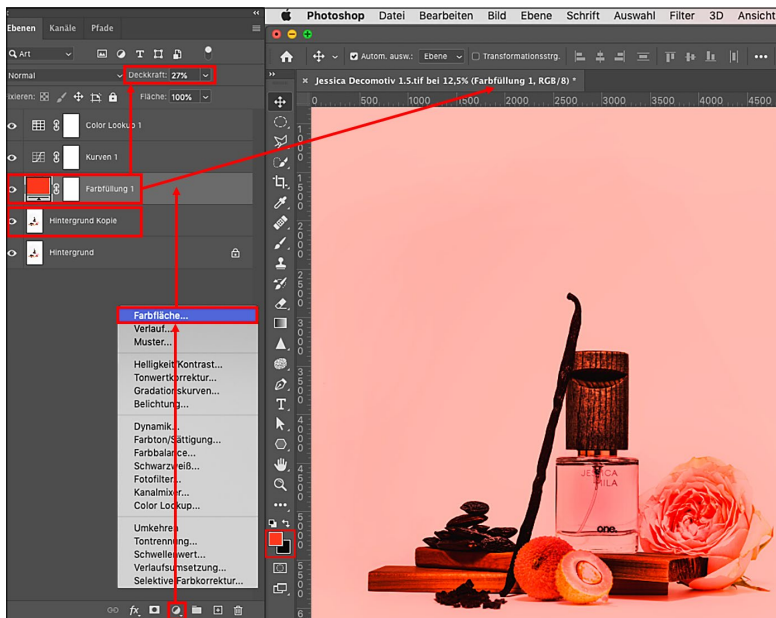 Photoshop Datei Bearbeiten Bild Ebene Schrift Auswahl Filter 3D Ansicht
Ebenen Kanäle Pfade
Art
Autom. ausw.: Ebene Transformationsstrg.
Normal Deckkraft: 27%
Jessica Decomotiv 1.5.tif bei 12,5% (Farbfüllung 1, RGB/8) *
ixieren: Fläche: 100%
0 500 1000 1500 2000 2500 3000 3500 4000 4500
Color Lookup 1
Kurven 1
Farbfüllung 1
Hintergrund Kopie
Hintergrund
Farbfläche...
Verlauf...
Muster...
Helligkeit/Kontrast...
Tonwertkorrektur...
Gradationskurven...
Belichtung...
Dynamik...
Farbton/Sättigung...
Farbbalance...
Schwarzweiß...
Fotofilter...
Kanalmixer...
Color Lookup...
Umkehren
Tontrennung...
Schwellenwert...
Verlaufsumsetzung...
Selektive Farbkorrektur...
fx
JESSICA
MILA
one.